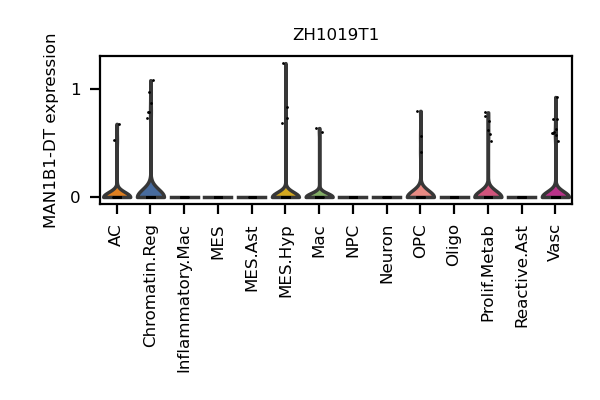 ZH1019T1
MAN1B1-DT expression
1
0
AC
Chromatin.Reg
Inflammatory.Mac
MES
MES.Ast
MES.Hyp
Mac
NPC
Neuron
OPC
Oligo
Prolif.Metab
Reactive.Ast
Vasc